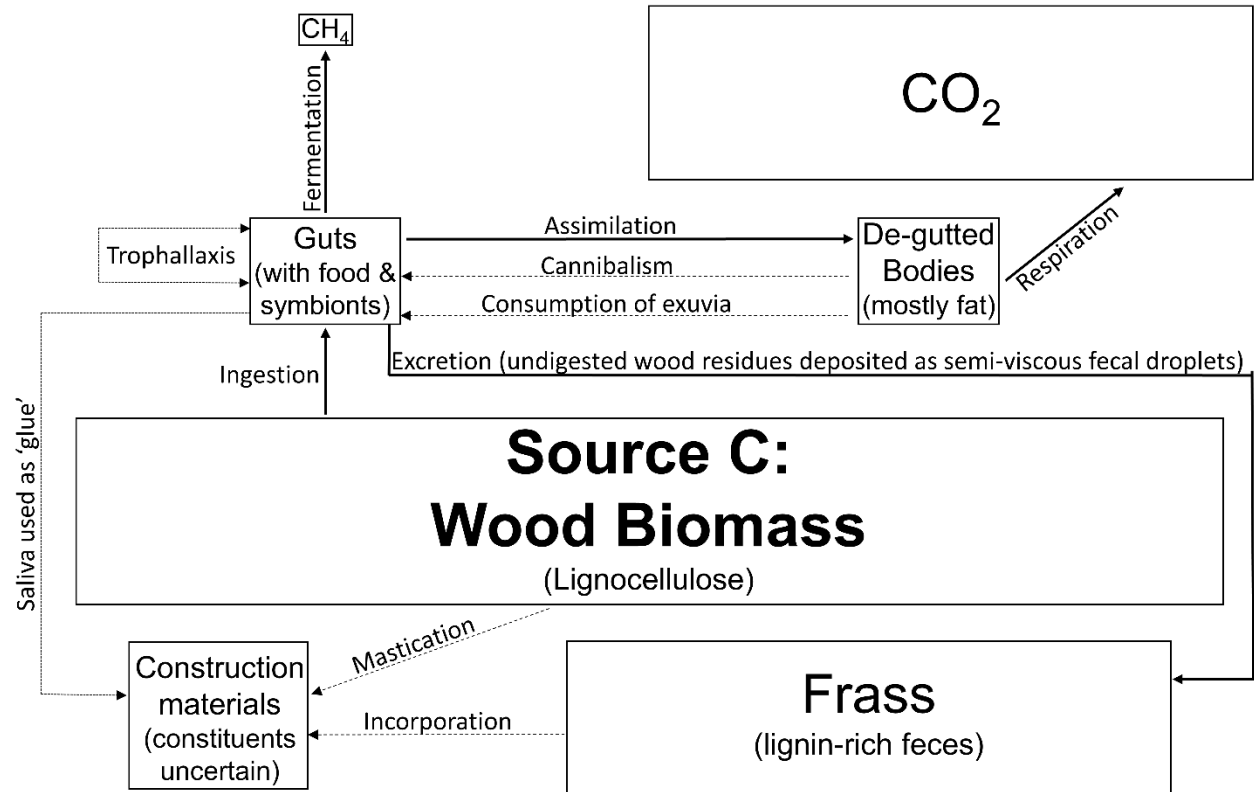 CH₄
CO₂
Fermentation
Trophallaxis
Guts
(with food &
symbionts)
Assimilation
Cannibalism
Consumption of exuvia
De-gutted
Bodies
(mostly fat)
Respiration
Ingestion
Excretion (undigested wood residues deposited as semi-viscous fecal droplets)
Saliva used as ‘glue’
Source C:
Wood Biomass
(Lignocellulose)
Mastication
Construction
materials
(constituents
uncertain)
Incorporation
Frass
(lignin-rich feces)